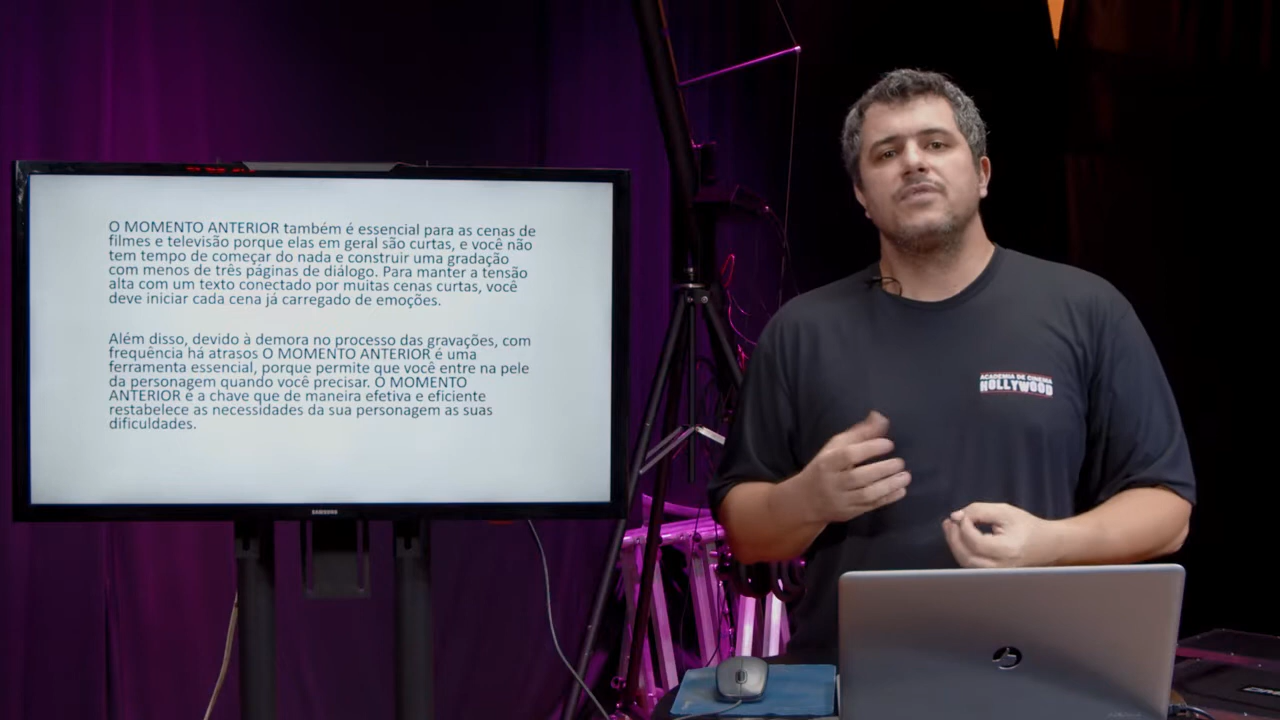 O MOMENTO ANTERIOR também é essencial para as cenas de
filmes e televisão porque elas em geral são curtas, e você não
tem tempo de começar do nada e construir uma gradação
com menos de três páginas de diálogo. Para manter a tensão
alta com um texto conectado por muitas cenas curtas, você
deve iniciar cada cena já carregado de emoções.
Além disso, devido à demora no processo das gravações, com
frequência há atrasos O MOMENTO ANTERIOR é uma
ferramenta essencial, porque permite que você entre na pele
da personagem quando você precisar. O MOMENTO
ANTERIOR é a chave que de maneira efetiva e eficiente
restabelece as necessidades da sua personagem as suas
dificuldades.
SAMSUNG
ACADEMIA DE CINEMA
HOLLYWOOD